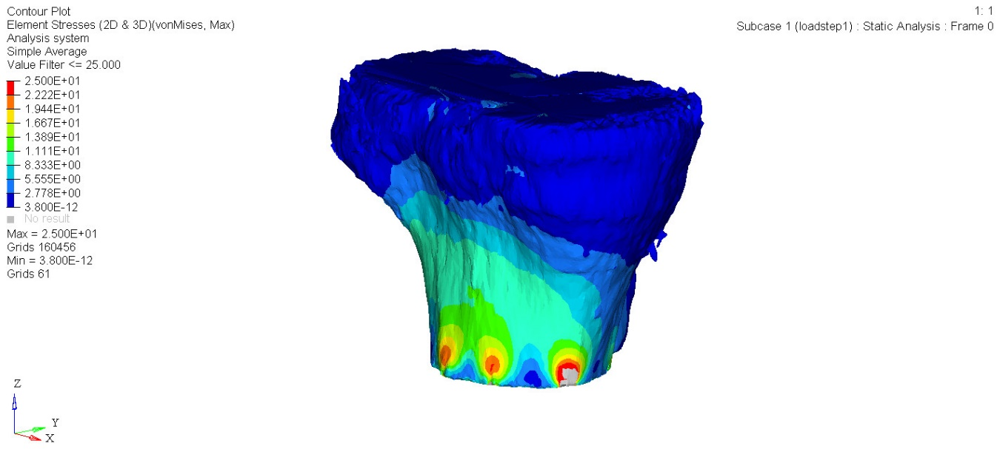 Contour Plot
Element Stresses (2D & 3D)(vonMises, Max)
Analysis system
Simple Average
Value Filter <= 25.000
2.500E+01
2.222E+01
1.944E+01
1.667E+01
1.389E+01
1.111E+01
8.333E+00
5.555E+00
2.778E+00
3.800E-12
No result
Max = 2.500E+01
Grids 160456
Min = 3.800E-12
Grids 61
1: 1
Subcase 1 (loadstep1) : Static Analysis : Frame 0
Z
Y
X